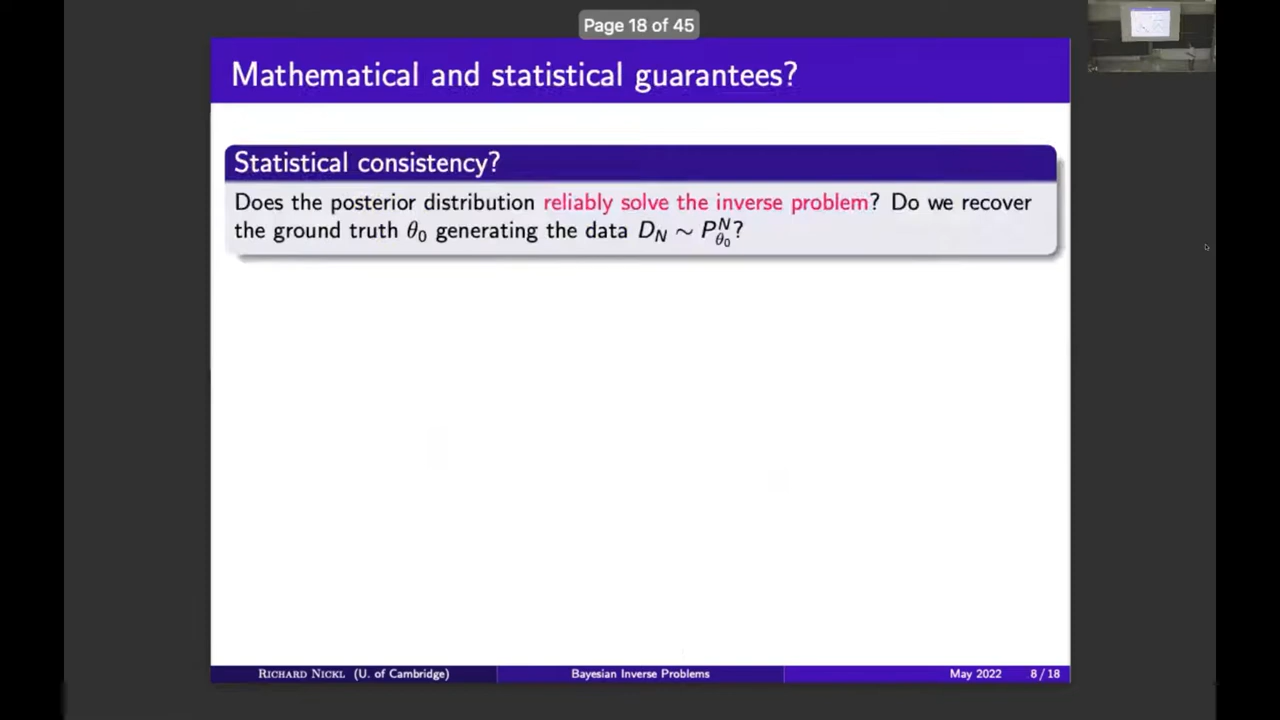 Page 18 of 45
Mathematical and statistical guarantees?
Statistical consistency?
Does the posterior distribution reliably solve the inverse problem? Do we recover
the ground truth θ₀ generating the data D_N ∼ P^N_{θ₀}?
RICHARD NICKL (U. of Cambridge) Bayesian Inverse Problems May 2022 8 / 18